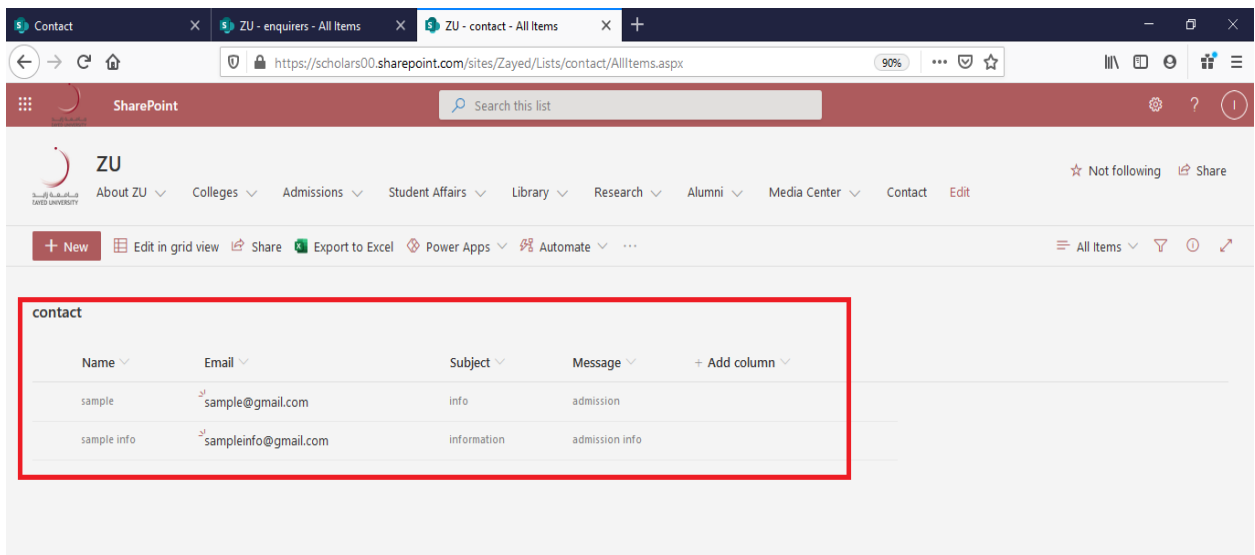 Contact
ZU - enquirers - All Items
ZU - contact - All Items
https://scholars00.sharepoint.com/sites/Zayed/Lists/contact/AllItems.aspx
90%
SharePoint
Search this list
I
ZU
Not following
Share
About ZU
Colleges
Admissions
Student Affairs
Library
Research
Alumni
Media Center
Contact
Edit
جامعة زايد
ZAYED UNIVERSITY
+ New
Edit in grid view
Share
Export to Excel
Power Apps
Automate
...
All Items
contact
Name Email Subject Message + Add column
sample sample@gmail.com info admission
sample info sampleinfo@gmail.com information admission info